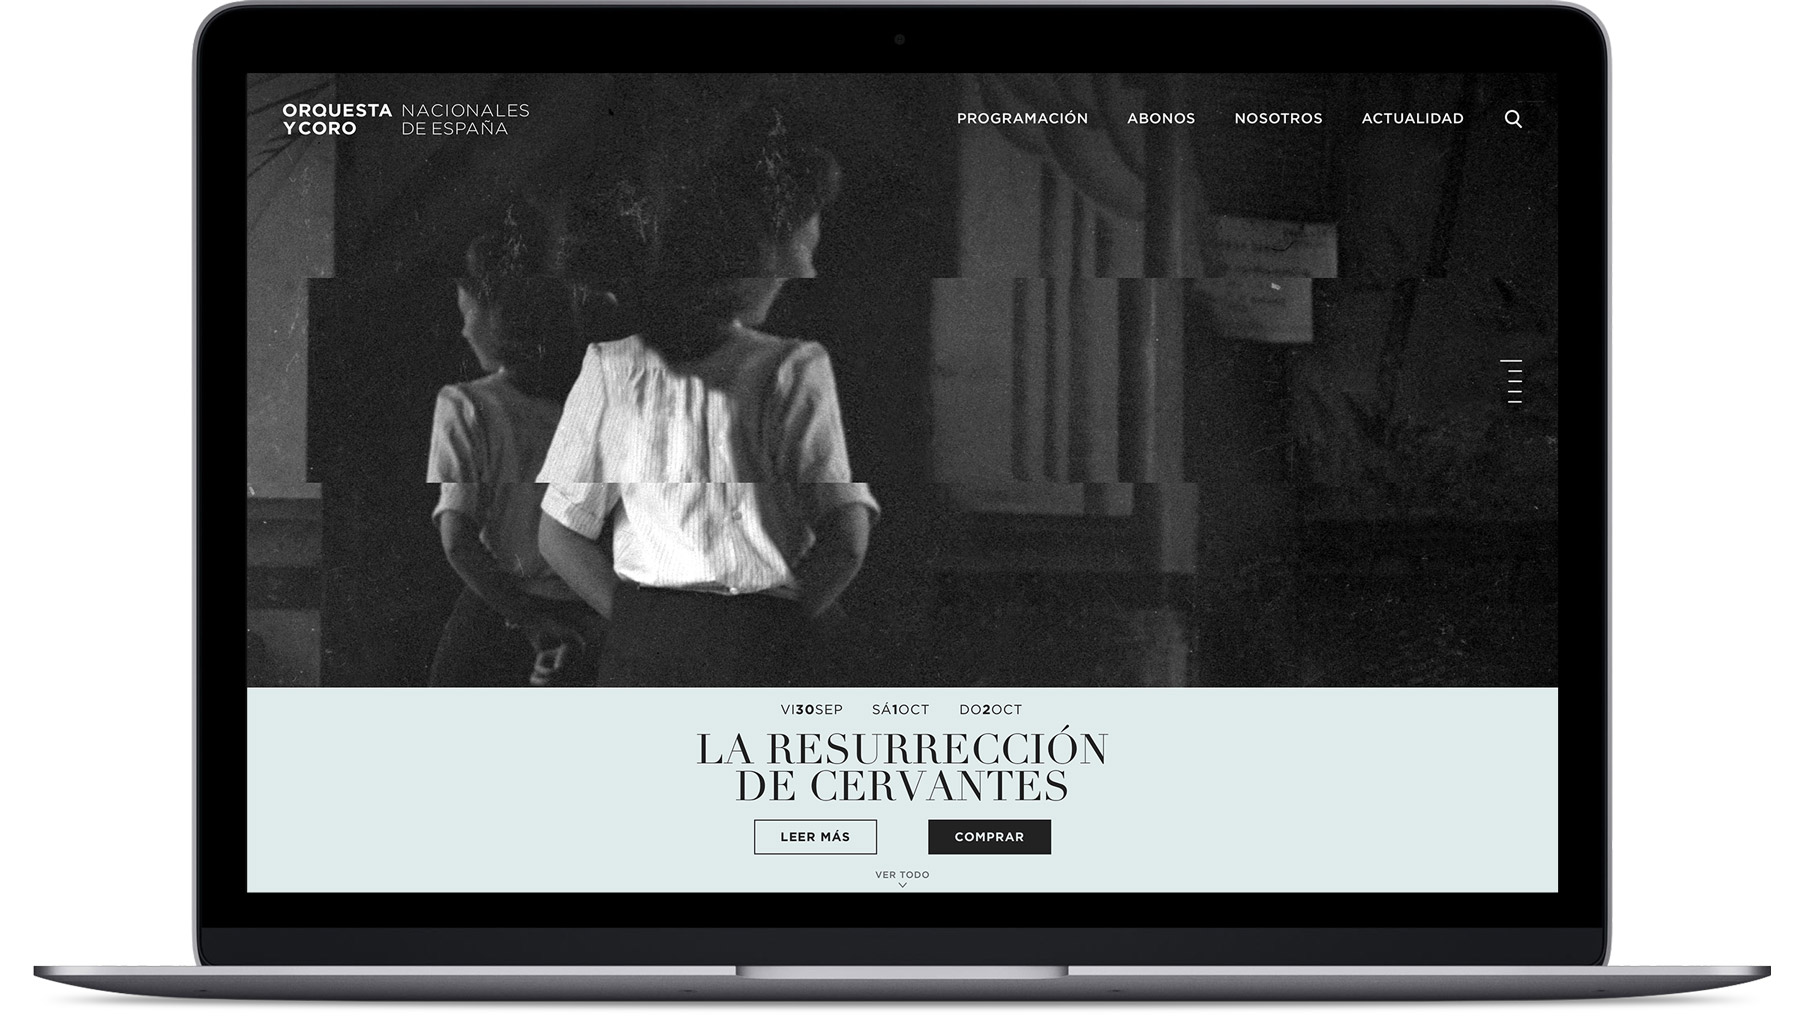 ORQUESTA NACIONALES
Y CORO DE ESPAÑA
PROGRAMACIÓN ABONOS NOSOTROS ACTUALIDAD
VI30SEP SÁ1OCT DO2OCT
LA RESURRECCIÓN
DE CERVANTES
LEER MÁS COMPRAR
VER TODO